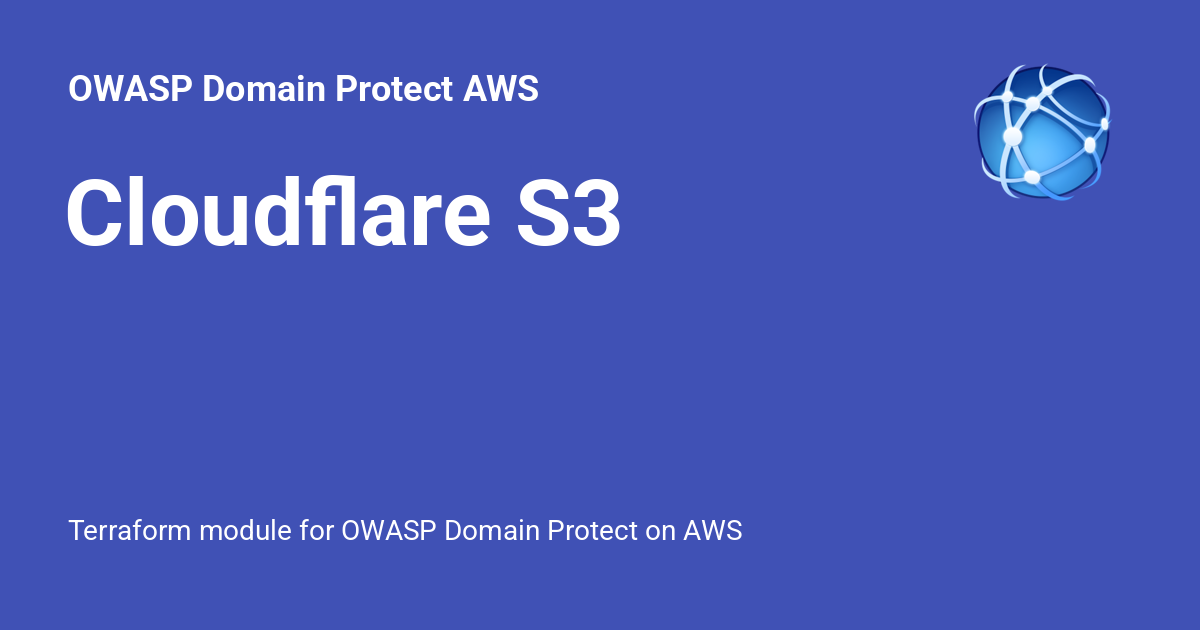 OWASP Domain Protect AWS
Cloudflare S3
Terraform module for OWASP Domain Protect on AWS